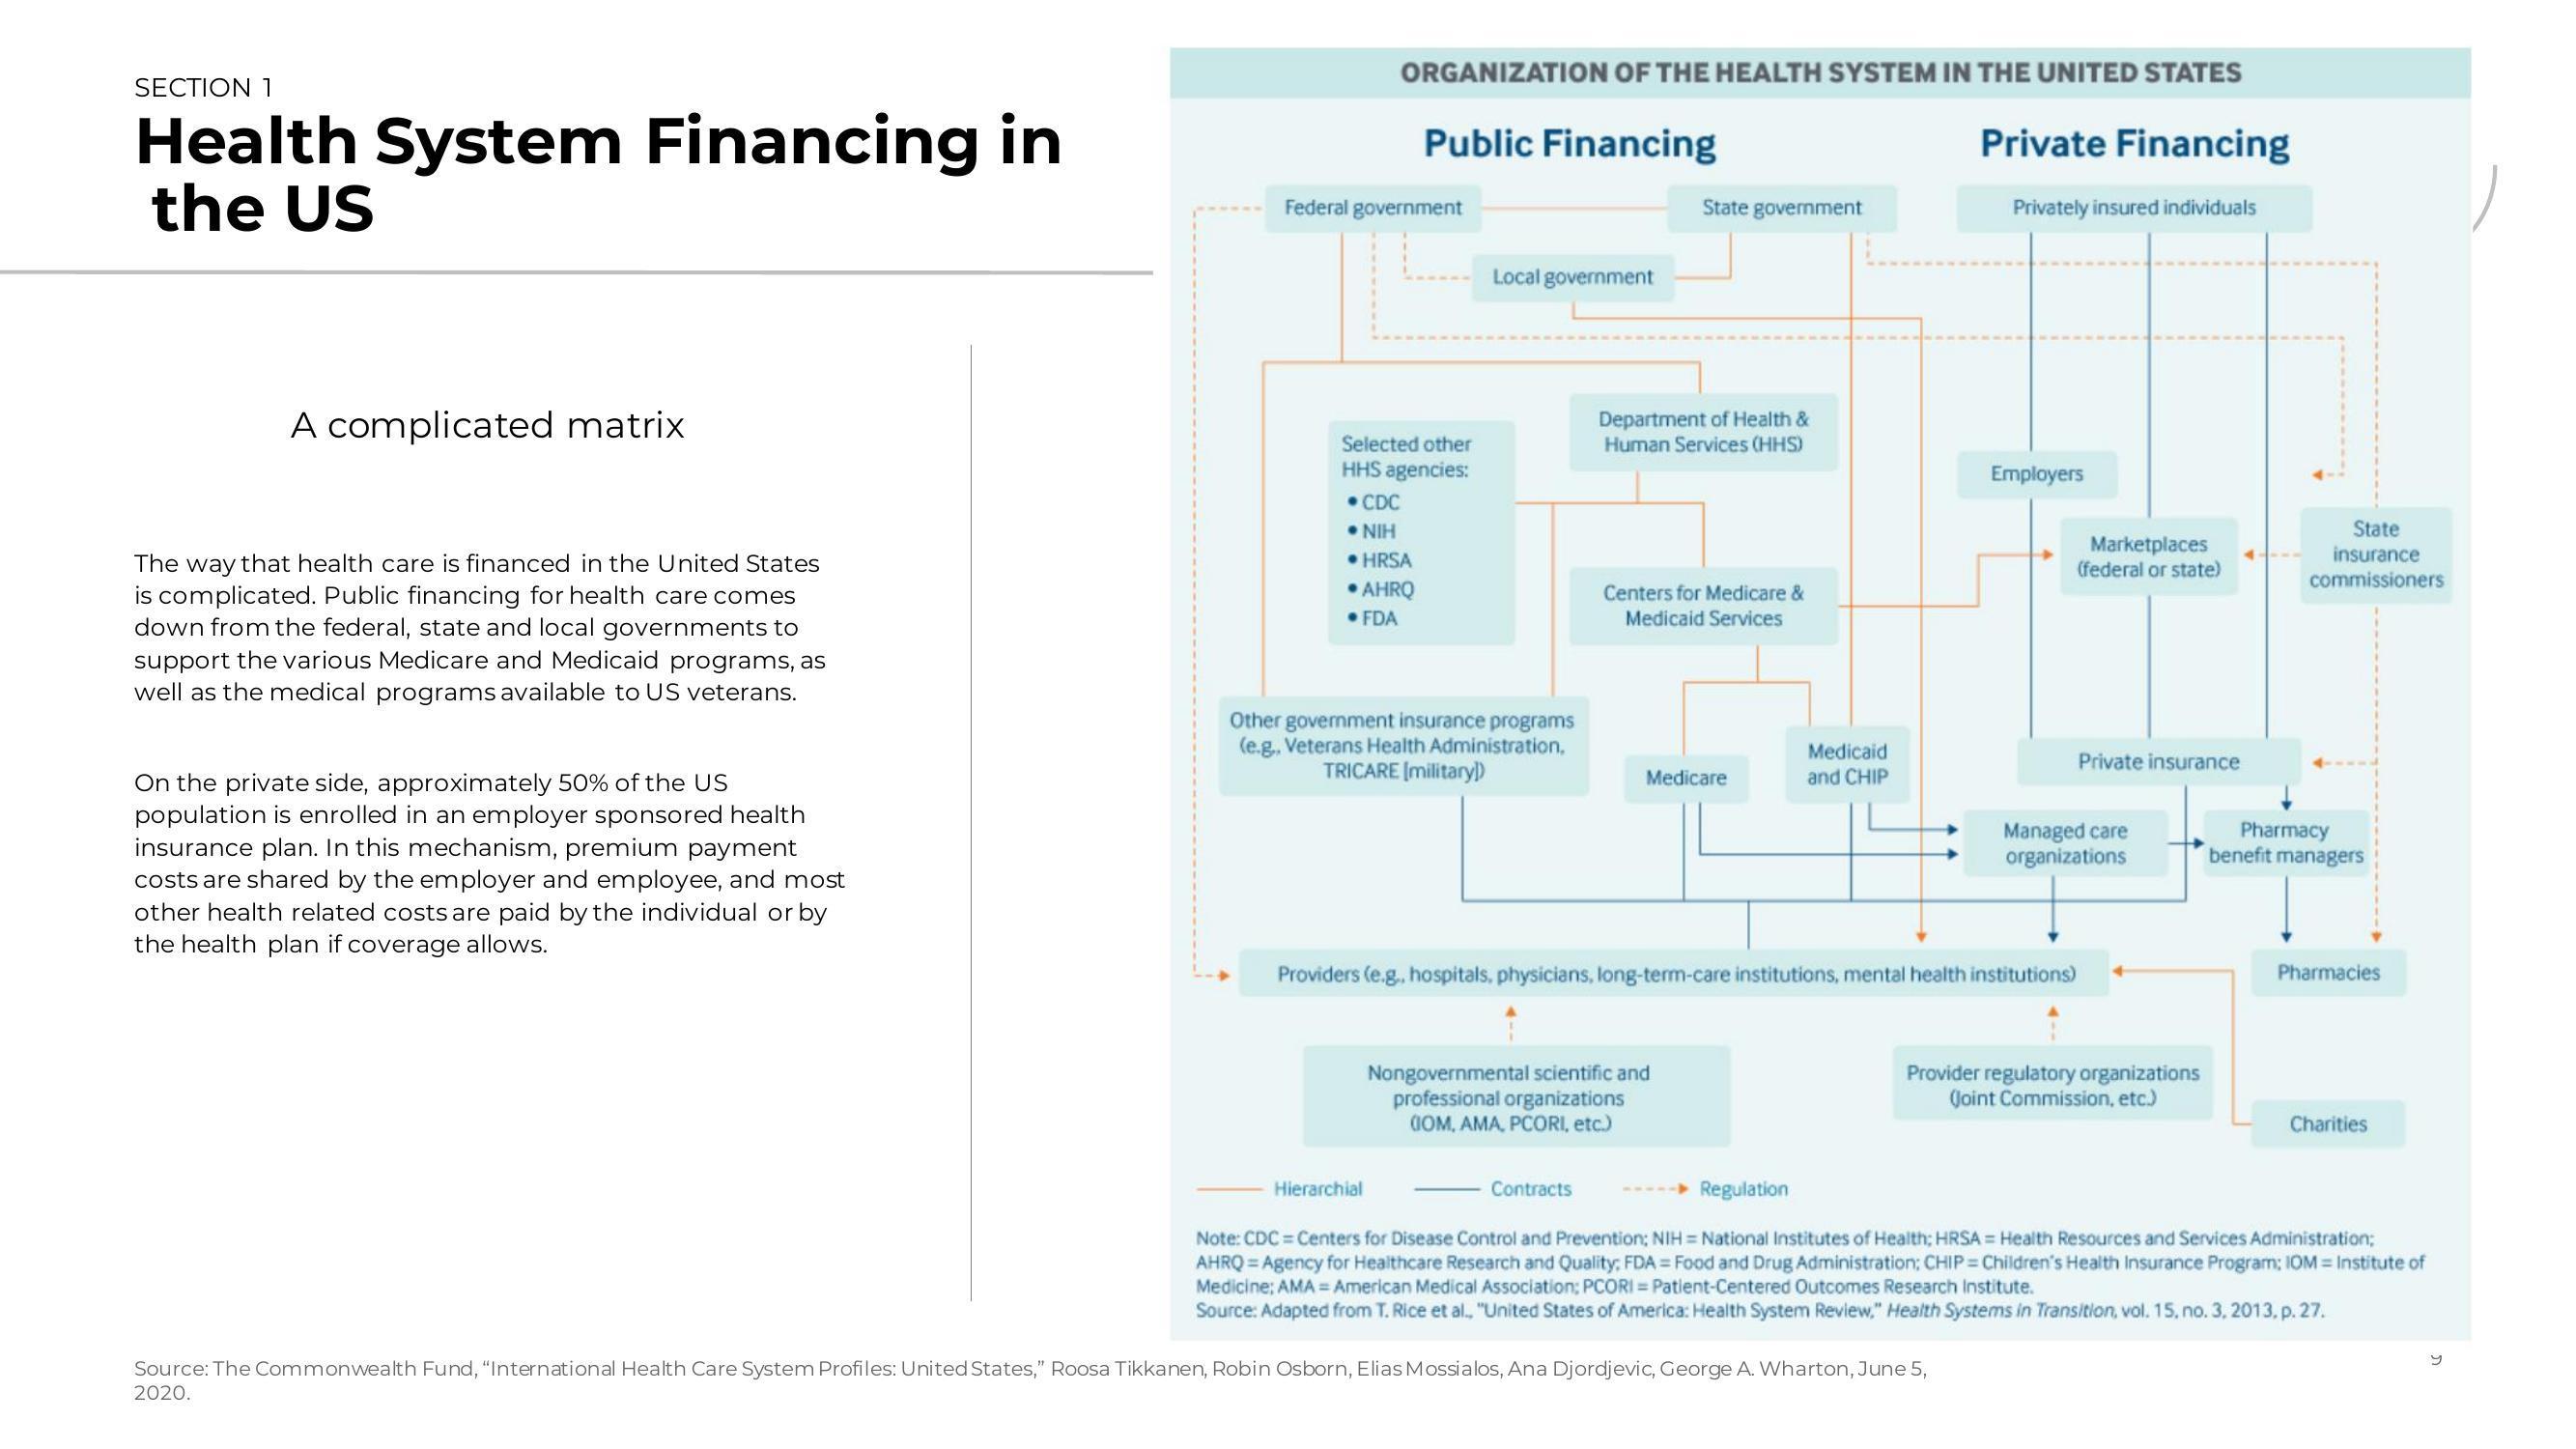 SECTION 1
Health System Financing in
the US
A complicated matrix
The way that health care is financed in the United States
is complicated. Public financing for health care comes
down from the federal, state and local governments to
support the various Medicare and Medicaid programs, as
well as the medical programs available to US veterans.
On the private side, approximately 50% of the US
population is enrolled in an employer sponsored health
insurance plan. In this mechanism, premium payment
costs are shared by the employer and employee, and most
other health related costs are paid by the individual or by
the health plan if coverage allows.
ORGANIZATION OF THE HEALTH SYSTEM IN THE UNITED STATES
Public Financing
Private Financing
Federal government
State government
Privately insured individuals
Local government
Department of Health &
Human Services (HHS)
Selected other
HHS agencies:
• CDC
• NIH
• HRSA
• AHRQ
• FDA
Employers
Marketplaces
(federal or state)
State
insurance
commissioners
Centers for Medicare &
Medicaid Services
Other government insurance programs
(e.g., Veterans Health Administration,
TRICARE [military])
Medicare
Medicaid
and CHIP
Private insurance
Managed care
organizations
Pharmacy
benefit managers
Providers (e.g., hospitals, physicians, long-term-care institutions, mental health institutions)
Pharmacies
Nongovernmental scientific and
professional organizations
(IOM, AMA, PCORI, etc.)
Provider regulatory organizations
(Joint Commission, etc.)
Charities
Hierarchial
Contracts
Regulation
Note: CDC = Centers for Disease Control and Prevention; NIH = National Institutes of Health; HRSA = Health Resources and Services Administration;
AHRQ = Agency for Healthcare Research and Quality; FDA = Food and Drug Administration; CHIP = Children's Health Insurance Program; IOM = Institute of
Medicine; AMA = American Medical Association; PCORI = Patient-Centered Outcomes Research Institute.
Source: Adapted from T. Rice et al., "United States of America: Health System Review," Health Systems in Transition, vol. 15, no. 3, 2013, p. 27.
Source: The Commonwealth Fund, “International Health Care System Profiles: United States,” Roosa Tikkanen, Robin Osborn, Elias Mossialos, Ana Djordjevic, George A. Wharton, June 5,
2020.
9